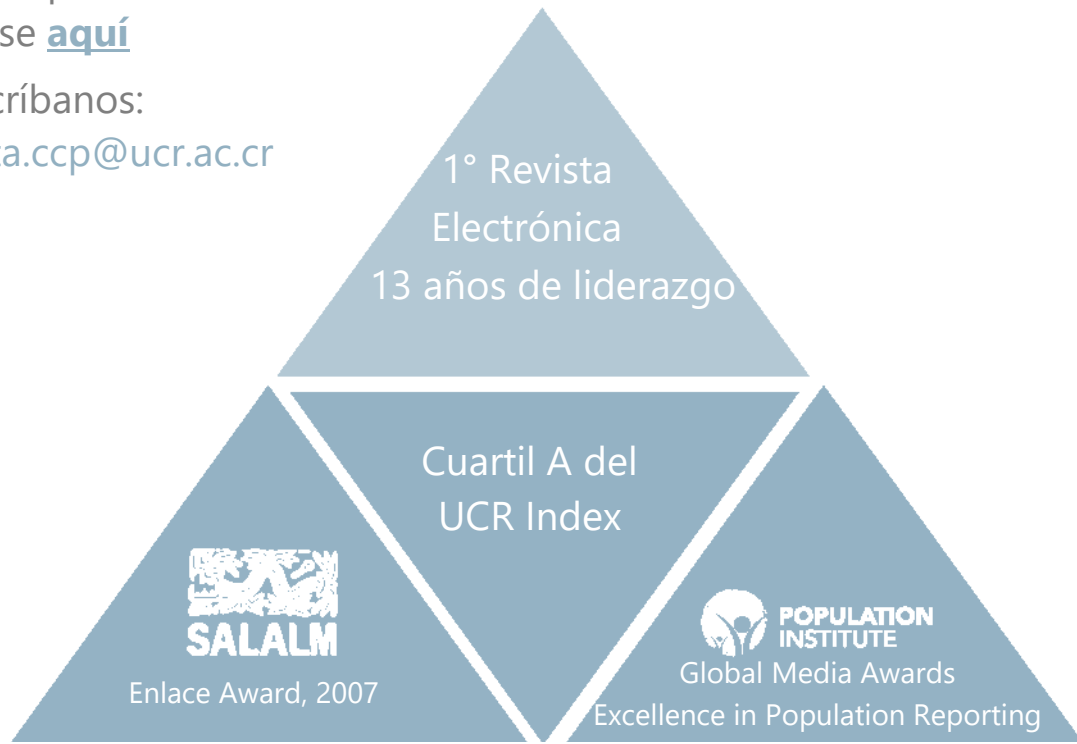 se aquí
críbanos:
a.ccp@ucr.ac.cr
1° Revista
Electrónica
13 años de liderazgo
Cuartil A del
UCR Index
SALALM
Enlace Award, 2007
POPULATION
INSTITUTE
Global Media Awards
Excellence in Population Reporting